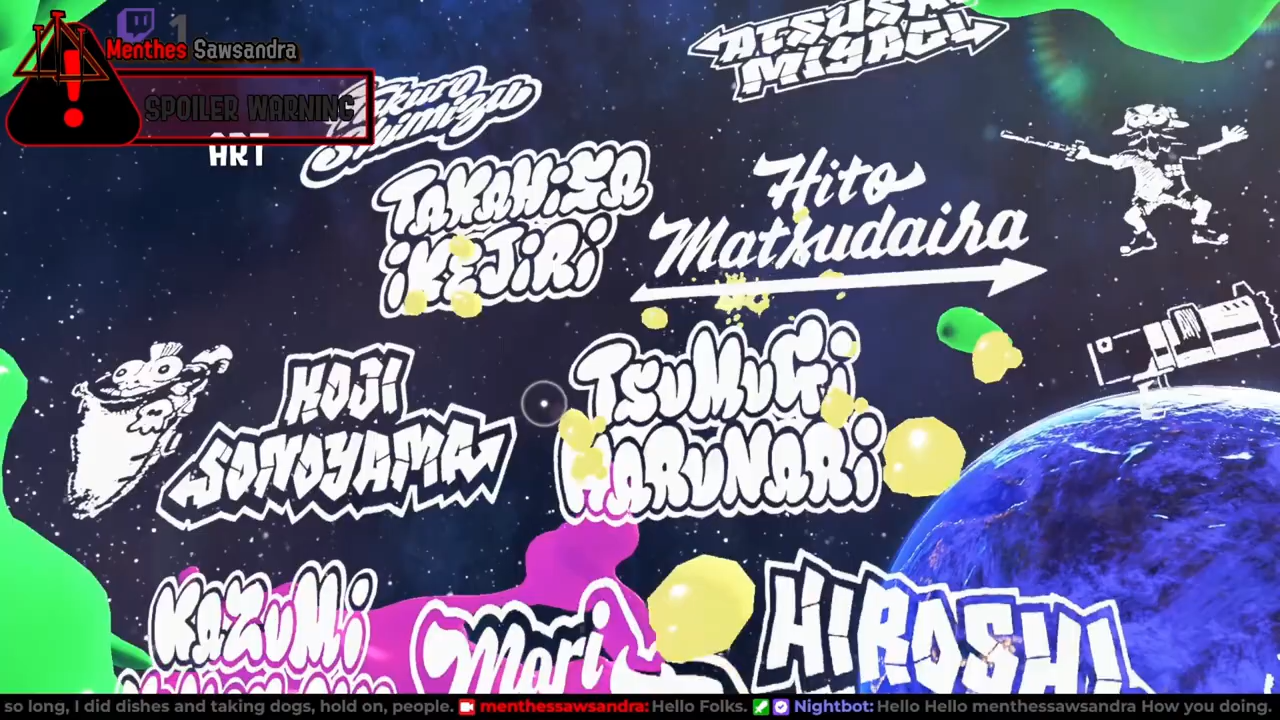 1
Menthes Sawsandra
SPOILER WARNING
ART
Shimizu
ATSUSHI
MIYAGI
TAKAHISA
IKEJIRI
Hito
Matsudaira
KOJI
SONOYAMA
TSUMUGI
HARUNARI
KAZUMI
Mori
HIROSHI
so long, I did dishes and taking dogs, hold on, people. menthessawsandra: Hello Folks. Nightbot: Hello Hello menthessawsandra How you doing.